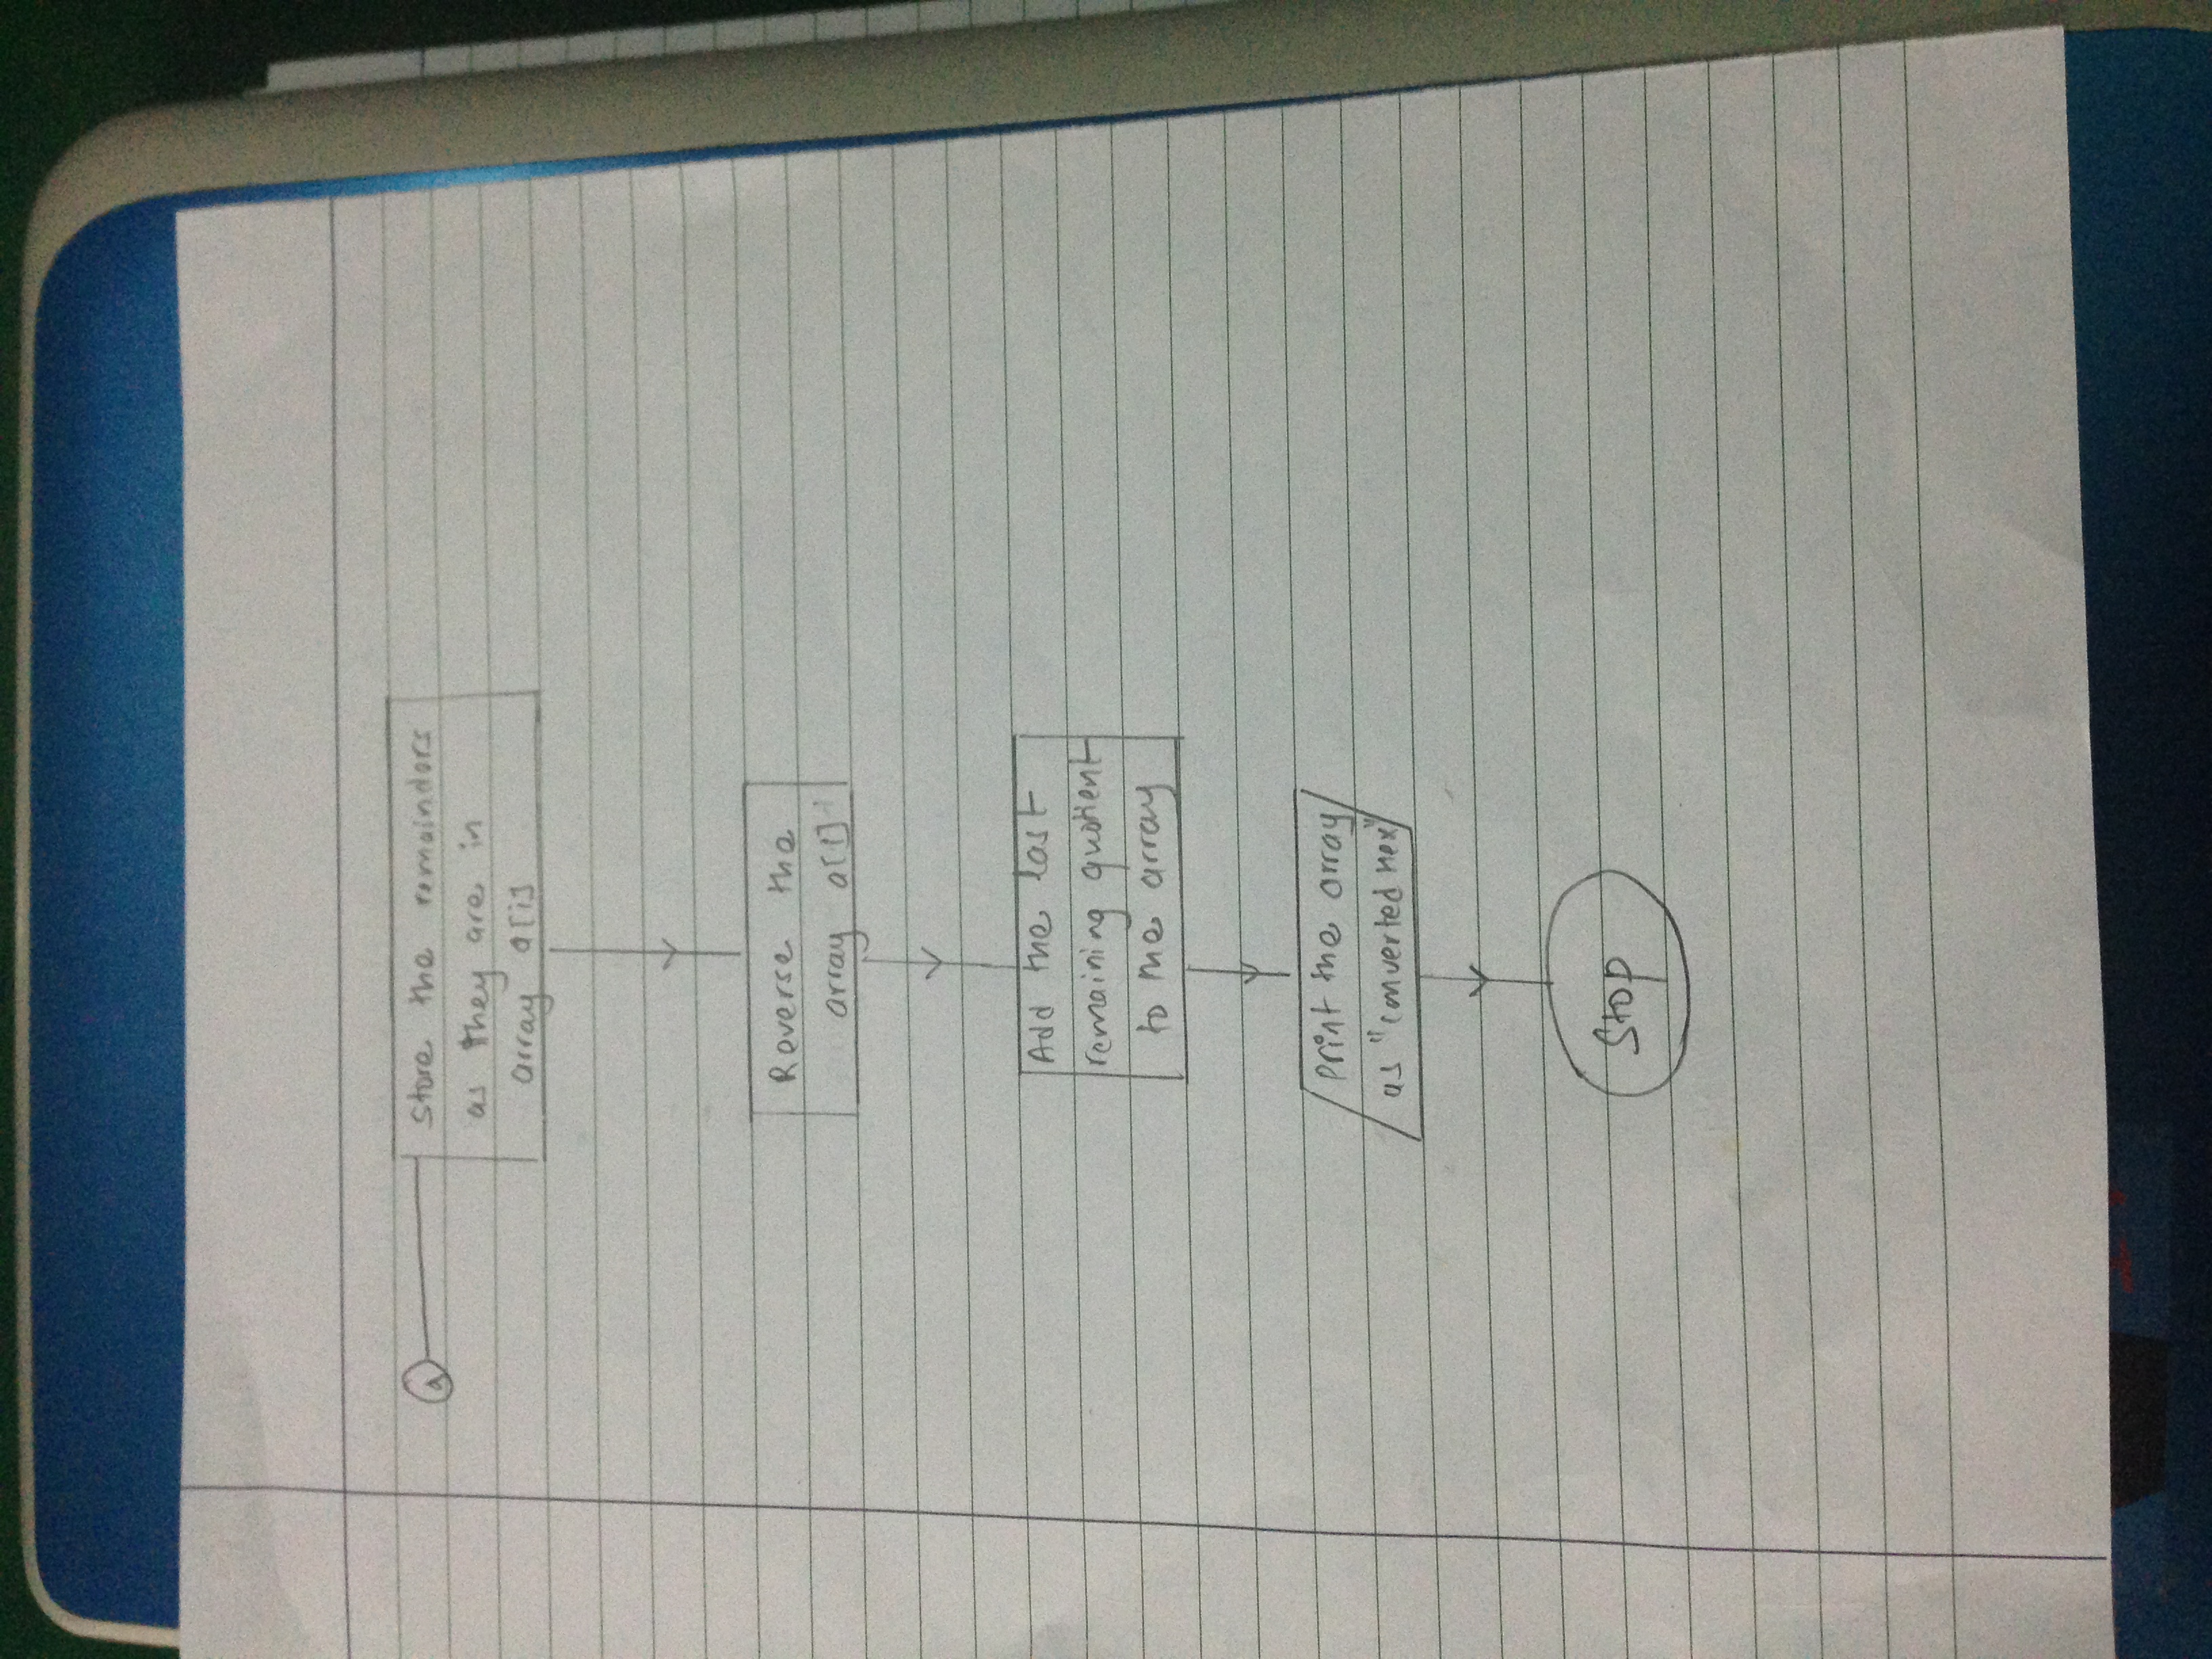 a
Store the remainders
as they are in
array a[i]
Reverse the
array a[i]
Add the last
remaining quotient
to the array
Print the array
as "converted hex"
Stop